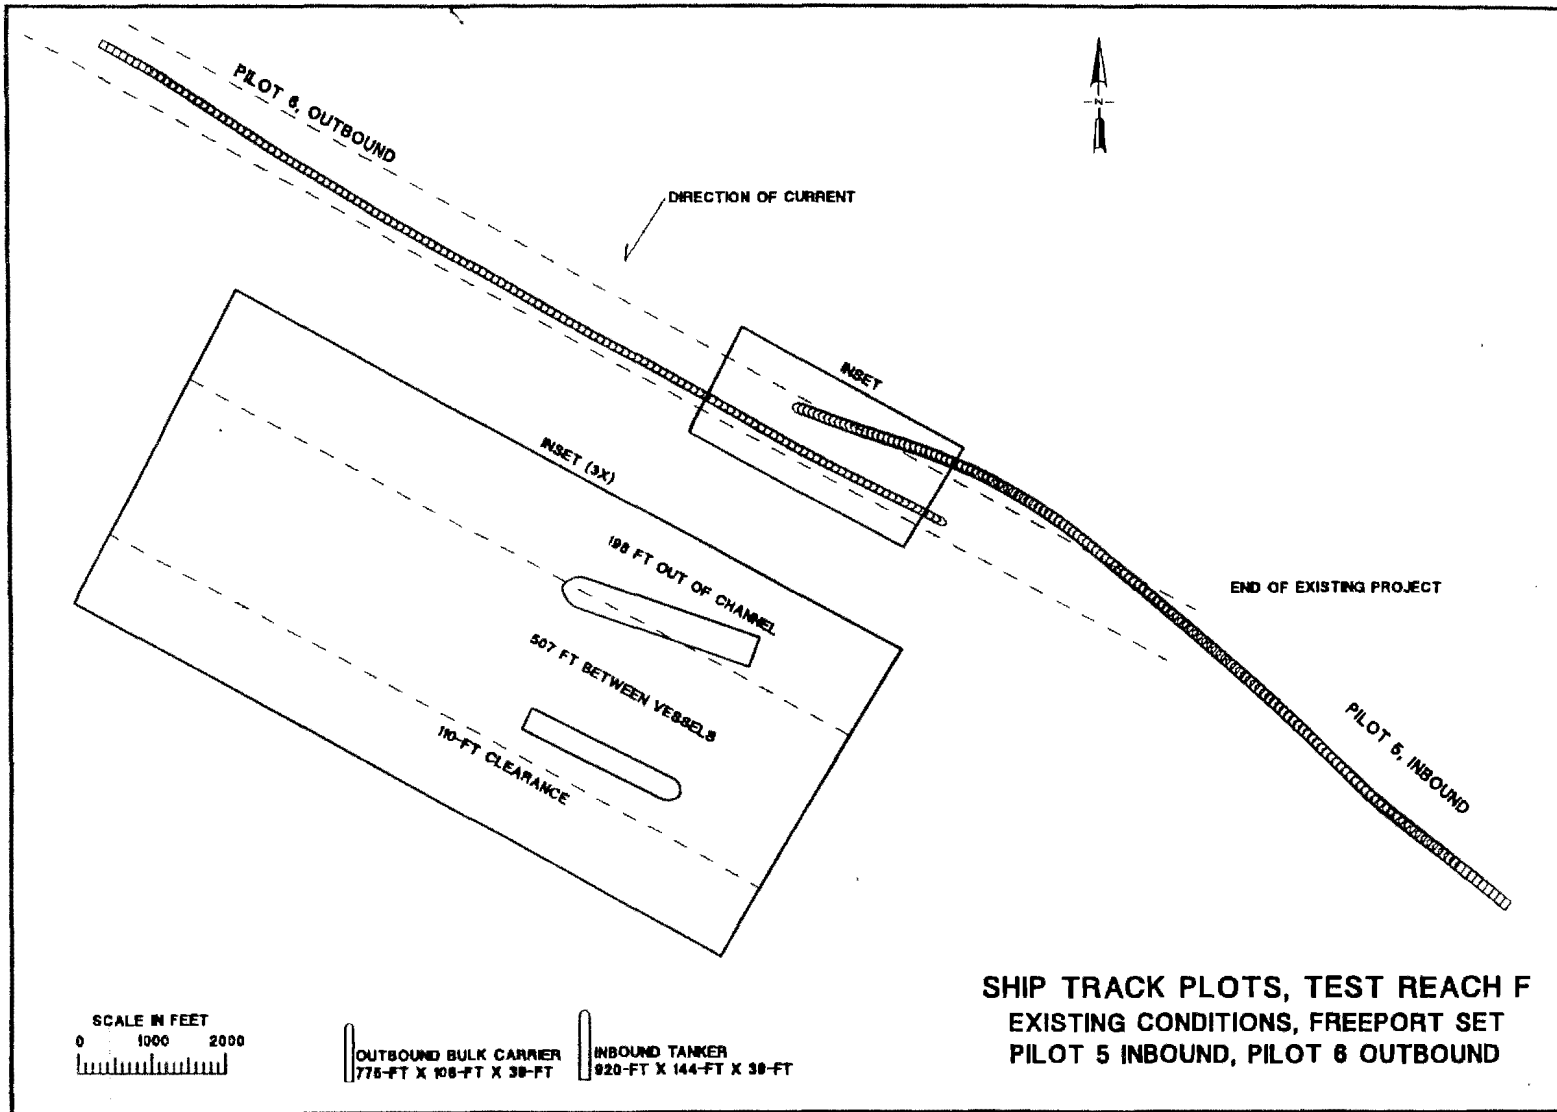 PILOT 6, OUTBOUND
N
DIRECTION OF CURRENT
INSET
INSET (3X)
198 FT OUT OF CHANNEL
507 FT BETWEEN VESSELS
110-FT CLEARANCE
END OF EXISTING PROJECT
PILOT 5, INBOUND
SHIP TRACK PLOTS, TEST REACH F
EXISTING CONDITIONS, FREEPORT SET
PILOT 5 INBOUND, PILOT 6 OUTBOUND
SCALE IN FEET
0 1000 2000
OUTBOUND BULK CARRIER
775-FT X 106-FT X 39-FT
INBOUND TANKER
920-FT X 144-FT X 39-FT